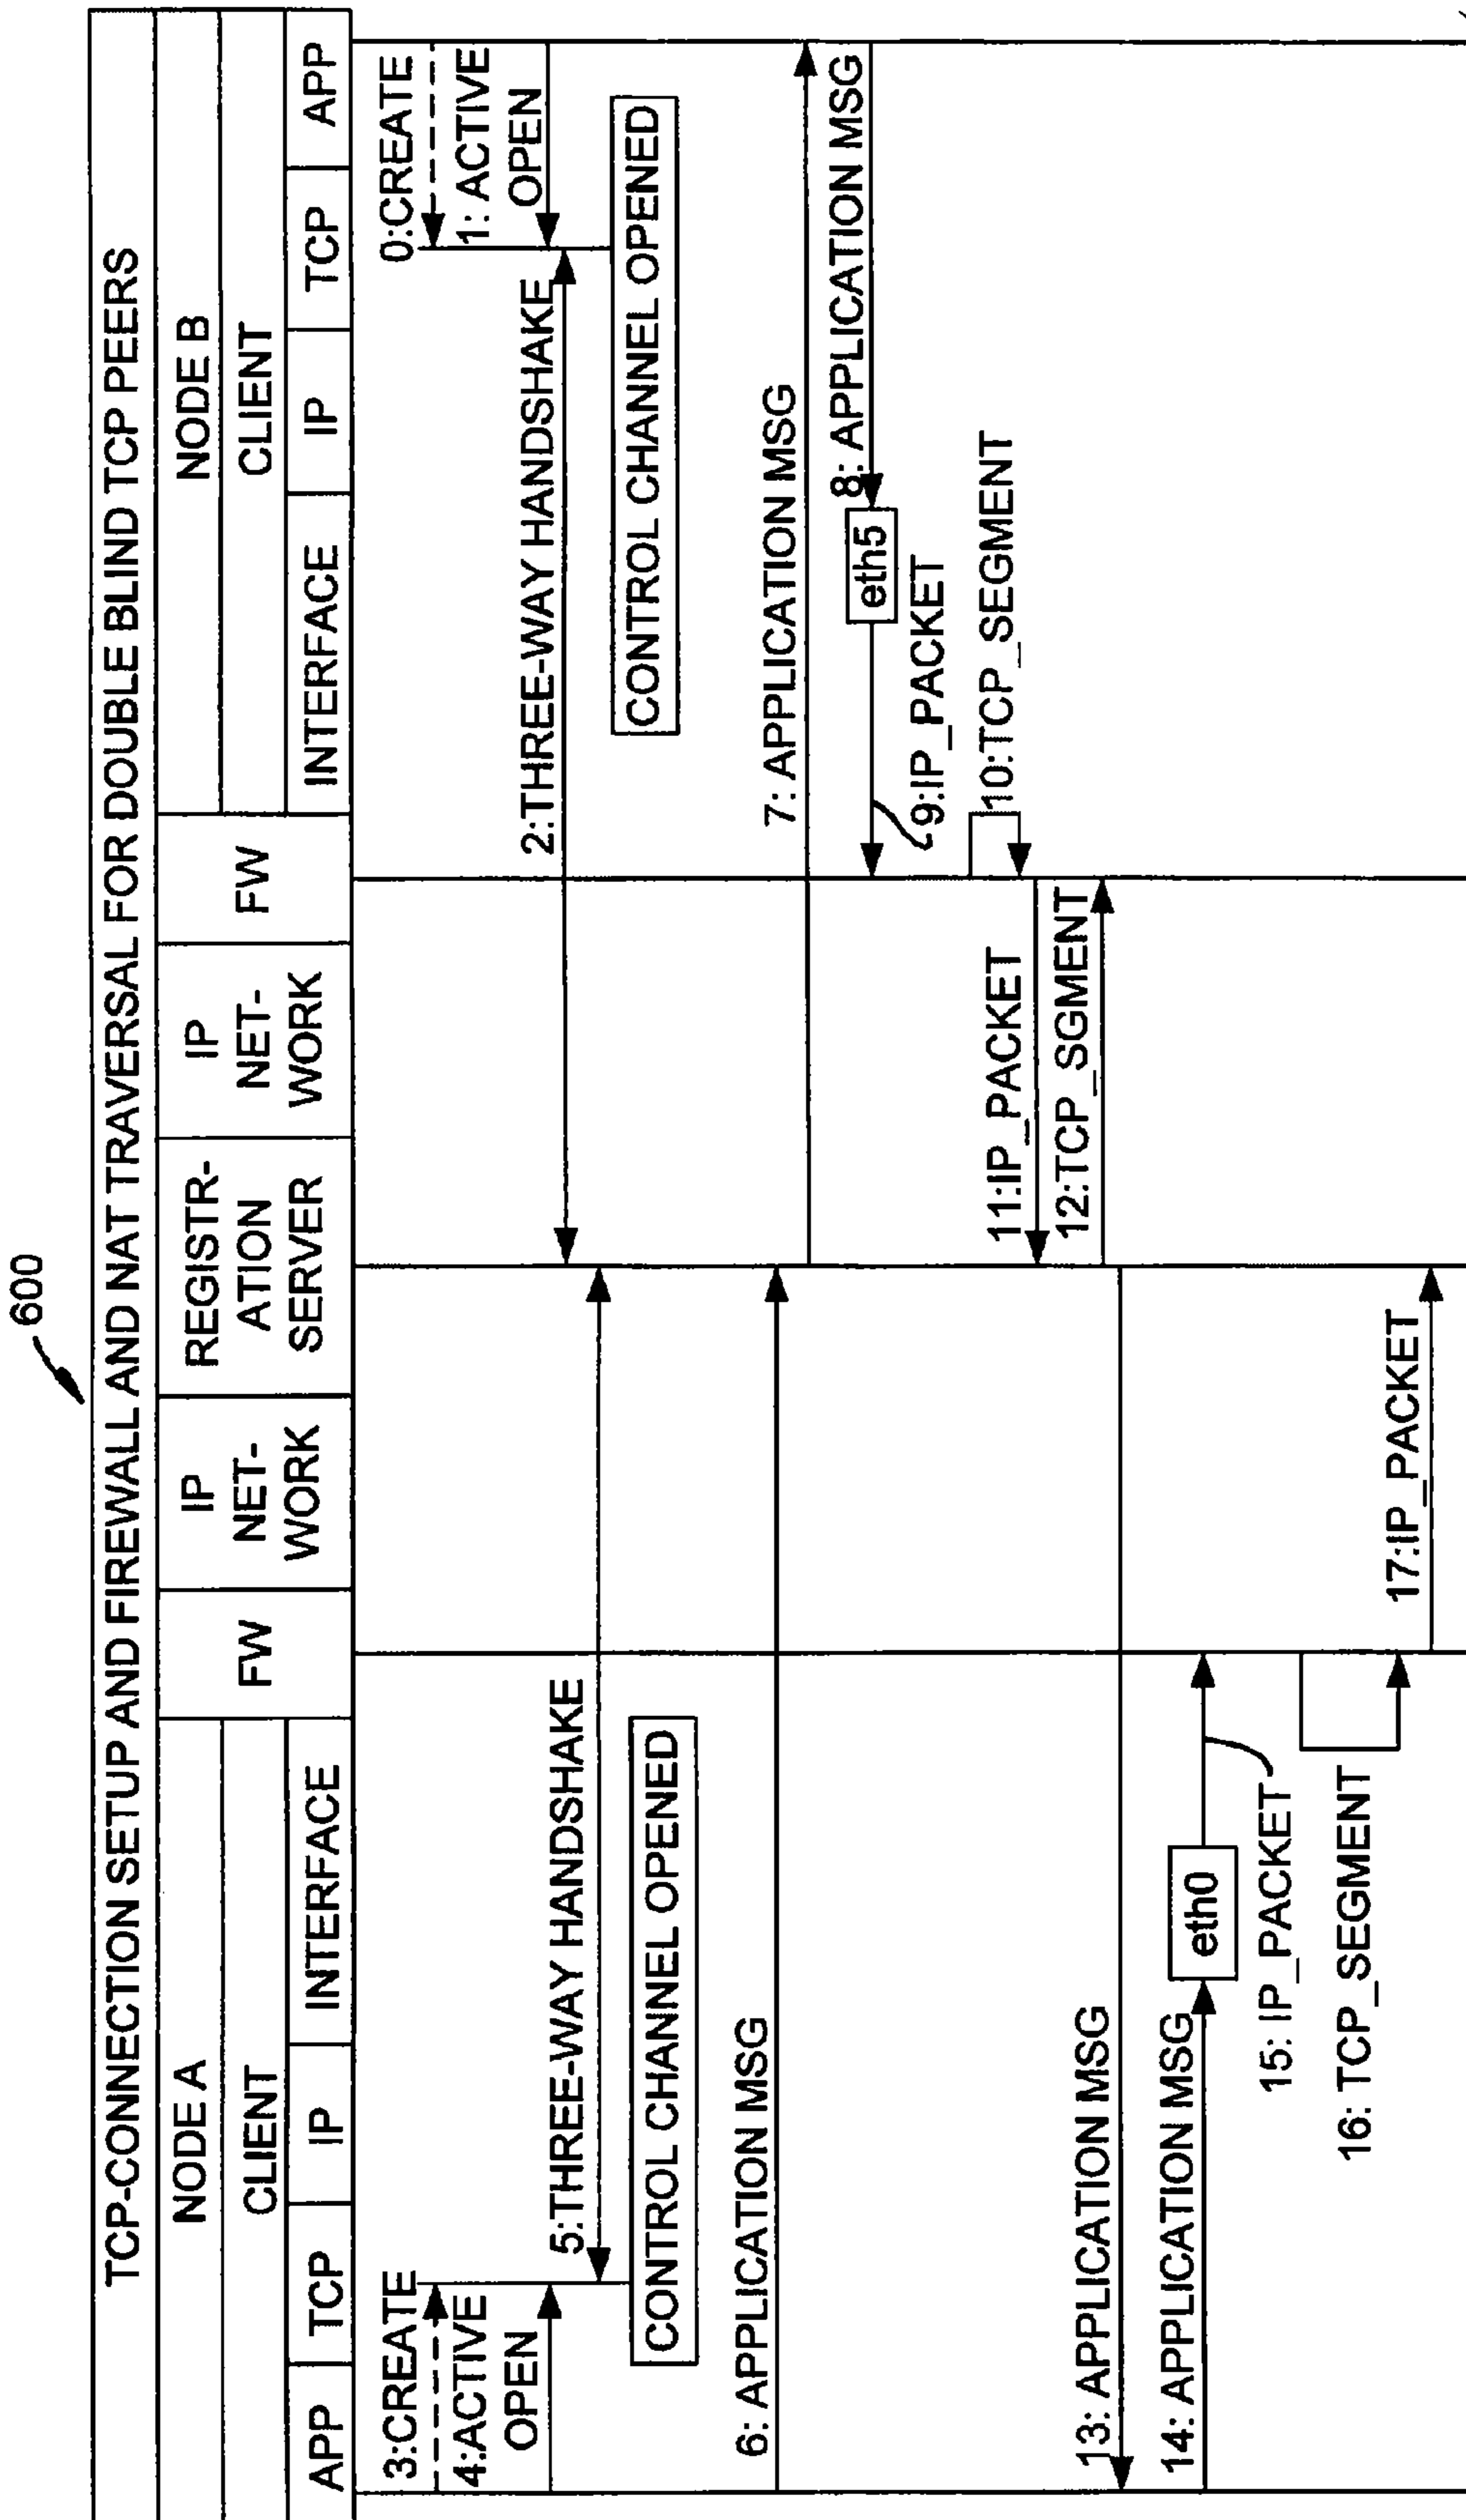 600
TCP-CONNECTION SETUP AND FIREWALL AND NAT TRAVERSAL FOR DOUBLE BLIND TCP PEERS
NODE A
NODE B
CLIENT
CLIENT
APP
TCP
IP
INTERFACE
FW
IP
NET-
WORK
REGISTR-
ATION
SERVER
IP
NET-
WORK
FW
INTERFACE
IP
TCP
APP
0:CREATE
1: ACTIVE
OPEN
2:THREE-WAY HANDSHAKE
CONTROL CHANNEL OPENED
3:CREATE
4:ACTIVE
OPEN
5:THREE-WAY HANDSHAKE
CONTROL CHANNEL OPENED
6: APPLICATION MSG
7: APPLICATION MSG
8: APPLICATION MSG
eth5
9:IP_PACKET
10:TCP_SEGMENT
11:IP_PACKET
12:TCP_SGMENT
13: APPLICATION MSG
14: APPLICATION MSG
eth0
15: IP_PACKET
16: TCP_SEGMENT
17:IP_PACKET